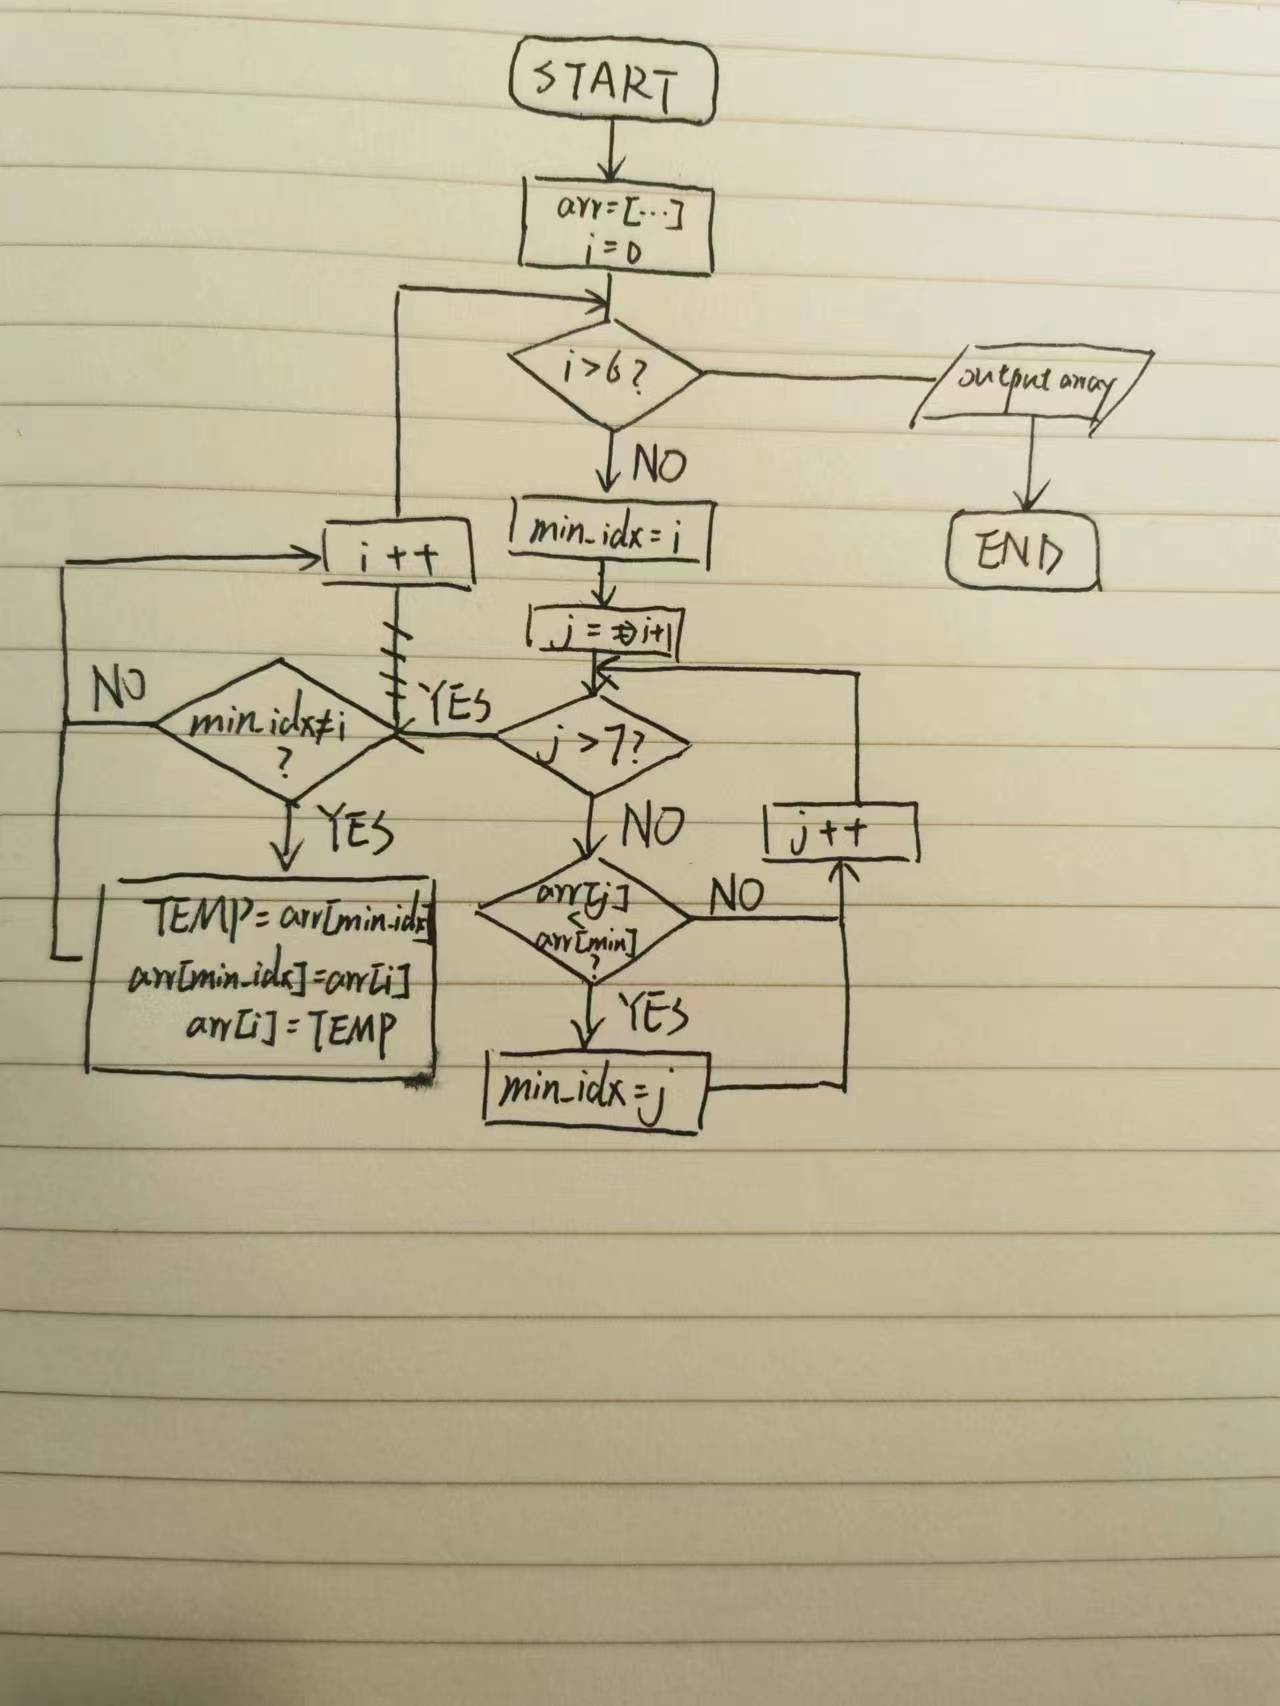 START
arr=[...]
i=0
i>6?
output array
NO
END
min_idx=i
i++
j= i+1
NO
YES
min_idx≠i
?
j>7?
YES
NO
j++
TEMP=arr[min_idx]
arr[min_idx]=arr[i]
arr[i]=TEMP
arr[j]
<
arr[min]
?
NO
YES
min_idx=j